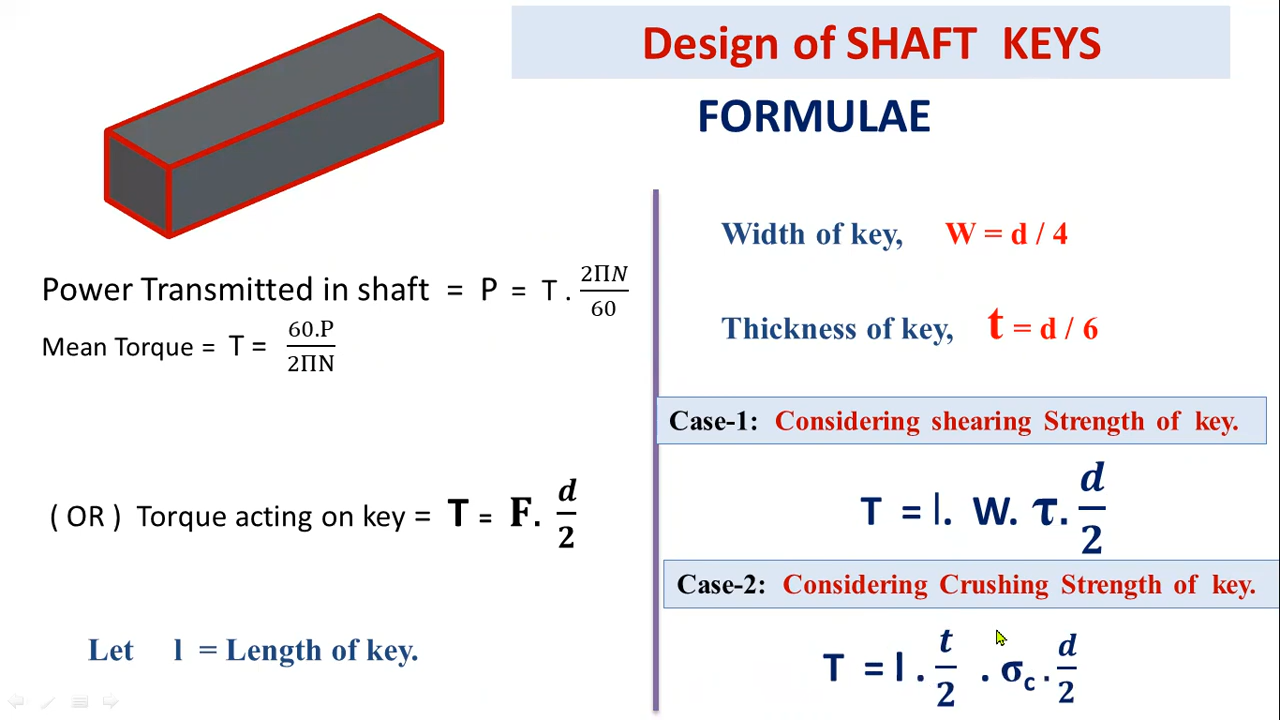 Design of SHAFT KEYS
FORMULAE
Power Transmitted in shaft = P = T . 2ΠN/60
Mean Torque = T = 60.P/2ΠN
( OR ) Torque acting on key = T = F. d/2
Let l = Length of key.
Width of key, W = d / 4
Thickness of key, t = d / 6
Case-1: Considering shearing Strength of key.
T = l. W. τ. d/2
Case-2: Considering Crushing Strength of key.
T = l . t/2 . σc . d/2